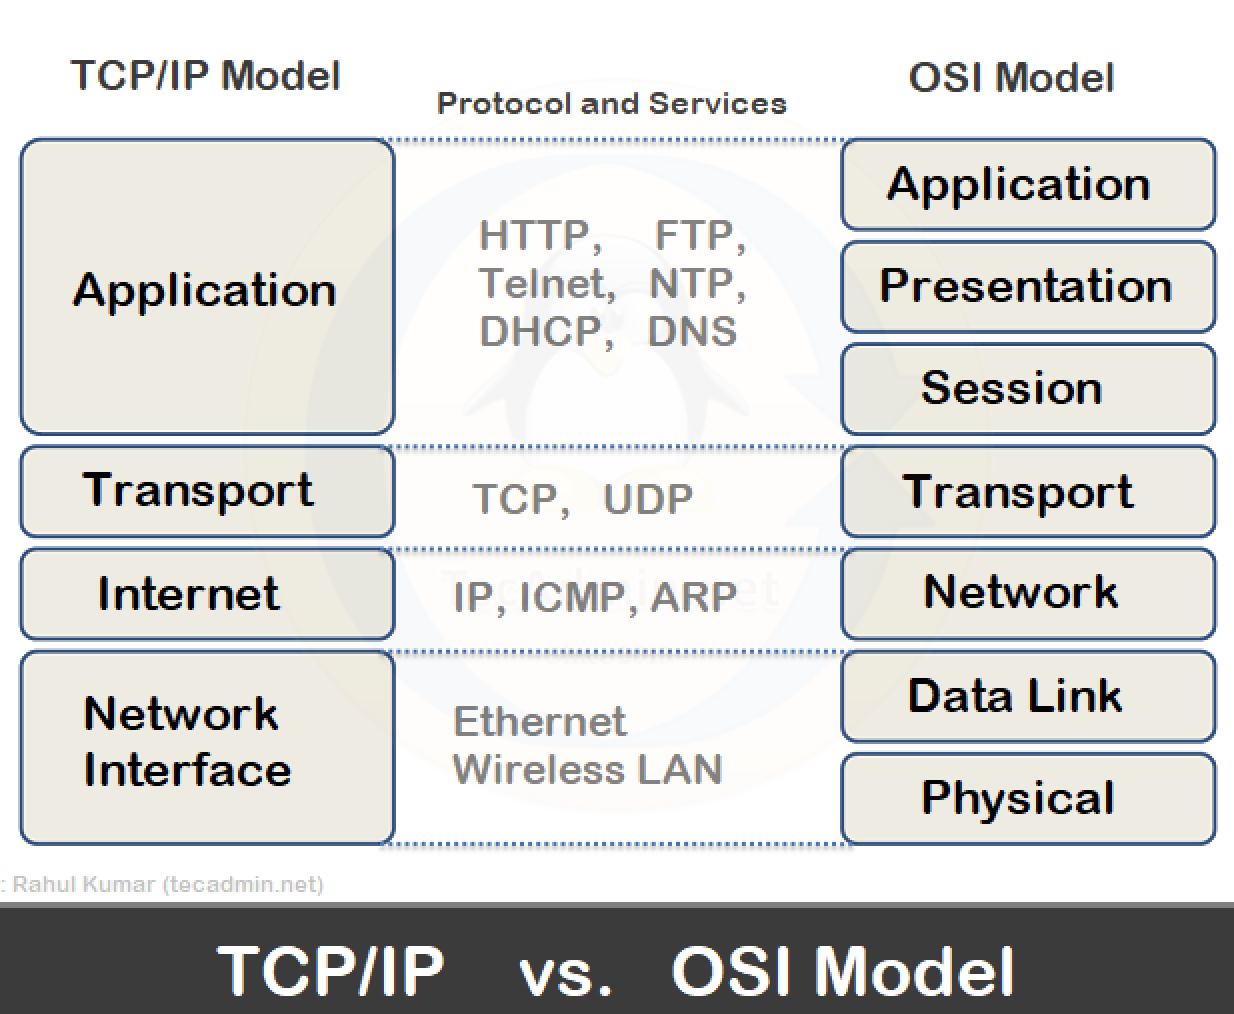 TCP/IP Model
Protocol and Services
OSI Model
Application
HTTP, FTP,
Telnet, NTP,
DHCP, DNS
Application
Presentation
Session
Transport
TCP, UDP
Transport
Internet
IP, ICMP, ARP
Network
Network
Interface
Ethernet
Wireless LAN
Data Link
Physical
: Rahul Kumar (tecadmin.net)
TCP/IP vs. OSI Model